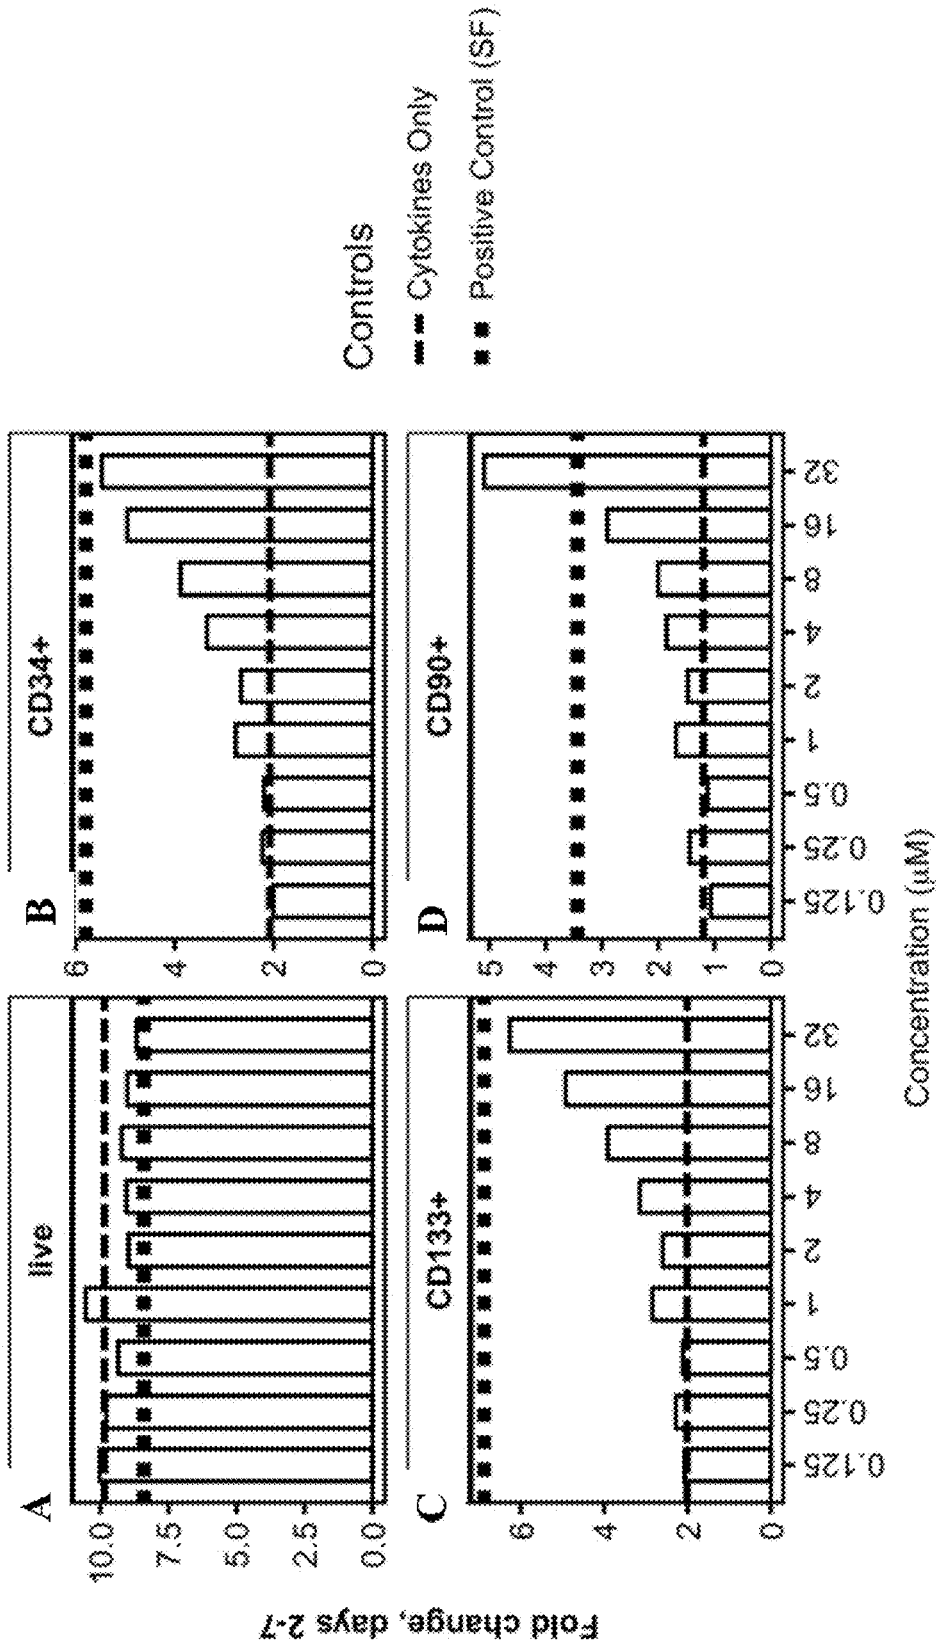 A
live
10.0
7.5
5.0
2.5
0.0
B
CD34+
6
4
2
0
C
CD133+
6
4
2
0
0.125
0.25
0.5
1
2
4
8
16
32
D
CD90+
5
4
3
2
1
0
0.125
0.25
0.5
1
2
4
8
16
32
Fold change, days 2-7
Concentration (µM)
Controls
Cytokines Only
Positive Control (SF)